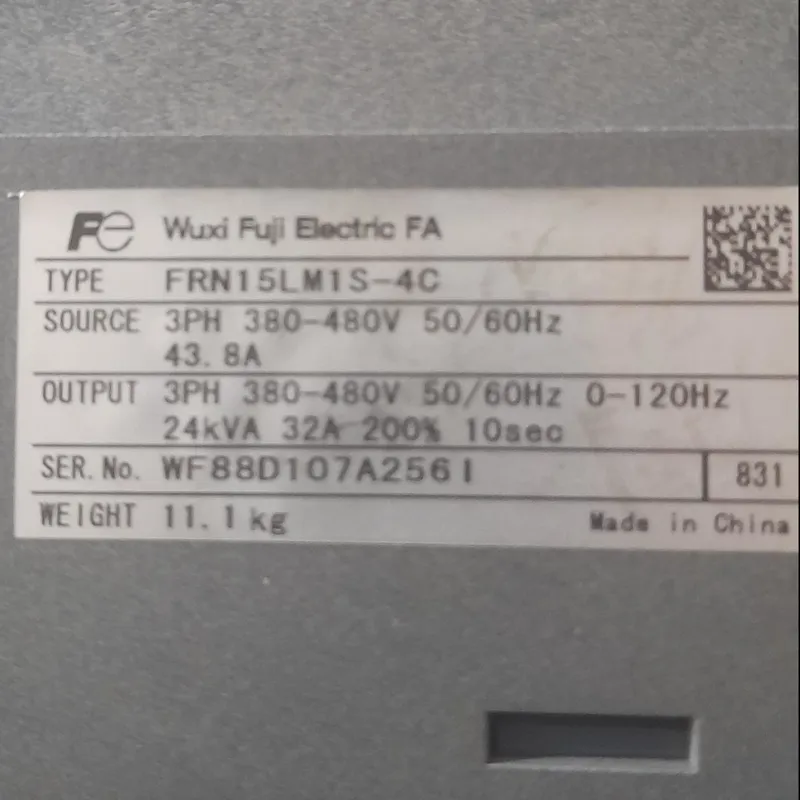 Fe Wuxi Fuji Electric FA
TYPE FRN15LM1S-4C
SOURCE 3PH 380-480V 50/60Hz
43.8A
OUTPUT 3PH 380-480V 50/60Hz 0-120Hz
24kVA 32A 200% 10sec
SER. No. WF88D107A256I 831
WEIGHT 11.1kg Made in China